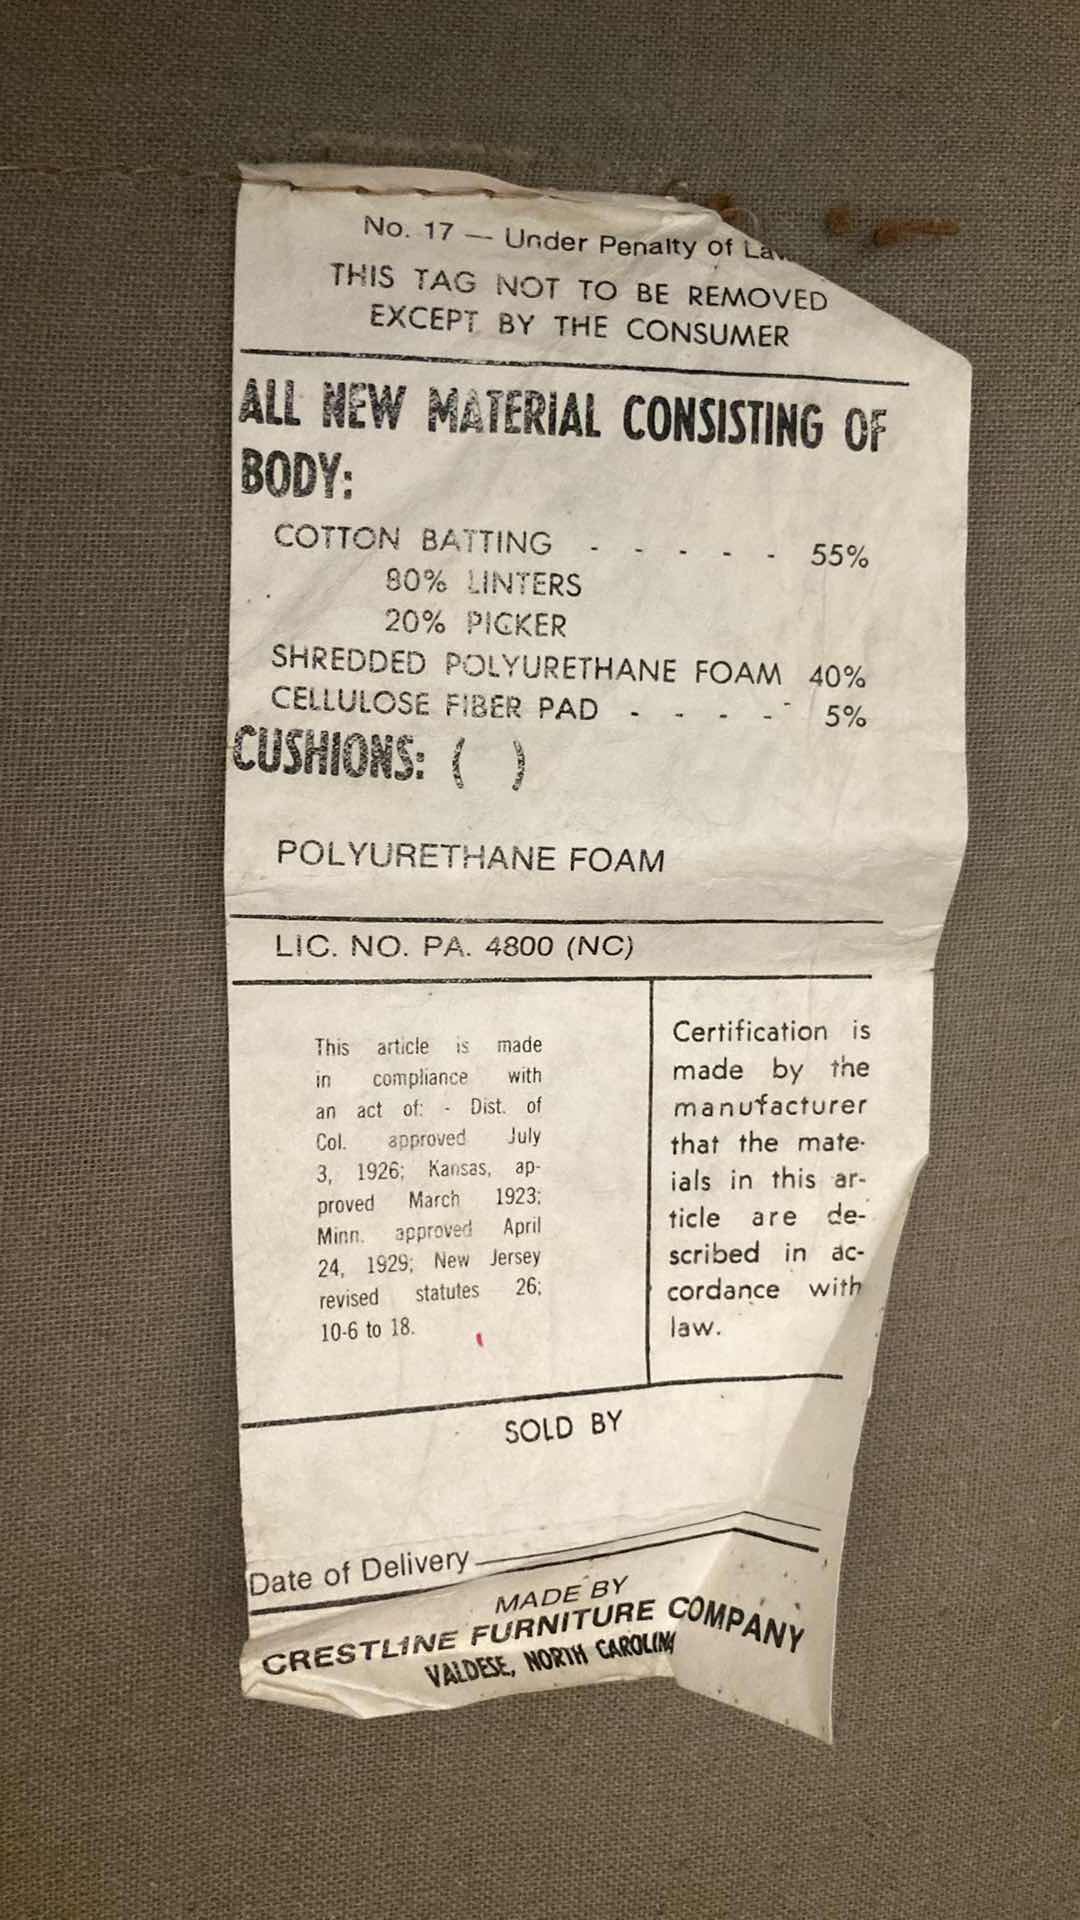 No. 17 — Under Penalty of Law
THIS TAG NOT TO BE REMOVED
EXCEPT BY THE CONSUMER
ALL NEW MATERIAL CONSISTING OF
BODY:
COTTON BATTING - - - - - 55%
80% LINTERS
20% PICKER
SHREDDED POLYURETHANE FOAM 40%
CELLULOSE FIBER PAD - - - - - 5%
CUSHIONS: ( )
POLYURETHANE FOAM
LIC. NO. PA. 4800 (NC)
This article is made
in compliance with
an act of: - Dist. of
Col. approved July
3, 1926; Kansas, ap-
proved March 1923;
Minn. approved April
24, 1929; New Jersey
revised statutes 26;
10-6 to 18.
Certification is
made by the
manufacturer
that the mate-
ials in this ar-
ticle are de-
scribed in ac-
cordance with
law.
SOLD BY
Date of Delivery
MADE BY
CRESTLINE FURNITURE COMPANY
VALDESE, NORTH CAROLINA